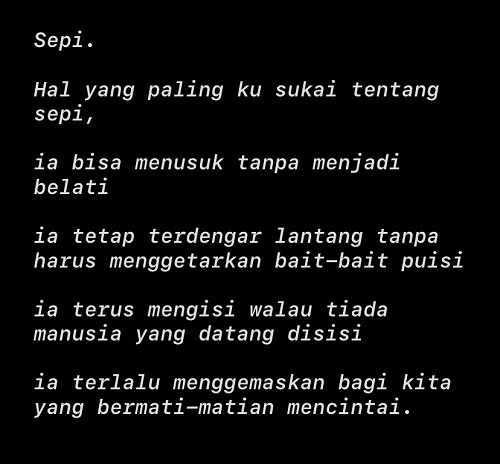 Sepi.
Hal yang paling ku sukai tentang
sepi,
ia bisa menusuk tanpa menjadi
belati
ia tetap terdengar lantang tanpa
harus menggetarkan bait-bait puisi
ia terus mengisi walau tiada
manusia yang datang disisi
ia terlalu menggemaskan bagi kita
yang bermati-matian mencintai.